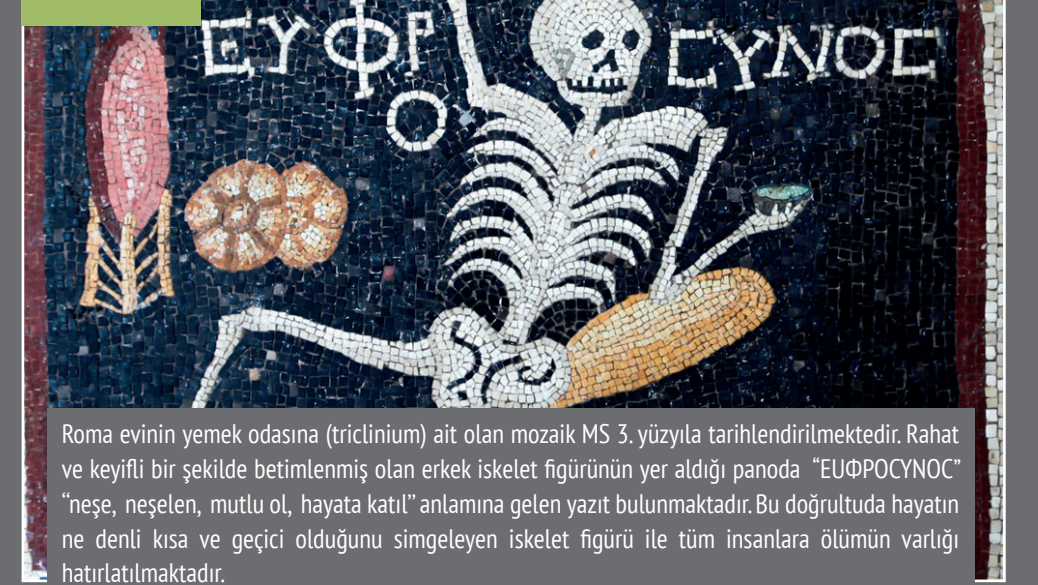 ΕΥΦΡ CΥΝΟC
Ο
Roma evinin yemek odasına (triclinium) ait olan mozaik MS 3. yüzyıla tarihlendirilmektedir. Rahat
ve keyifli bir şekilde betimlenmiş olan erkek iskelet figürünün yer aldığı panoda “EUΦPOCYNOC”
“neşe, neşelen, mutlu ol, hayata katıl” anlamına gelen yazıt bulunmaktadır. Bu doğrultuda hayatın
ne denli kısa ve geçici olduğunu simgeleyen iskelet figürü ile tüm insanlara ölümün varlığı
hatırlatılmaktadır.